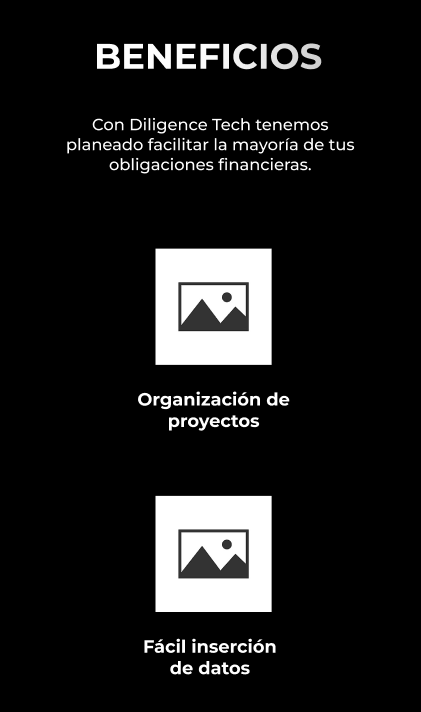 BENEFICIOS
Con Diligence Tech tenemos
planeado facilitar la mayoría de tus
obligaciones financieras.
Organización de
proyectos
Fácil inserción
de datos